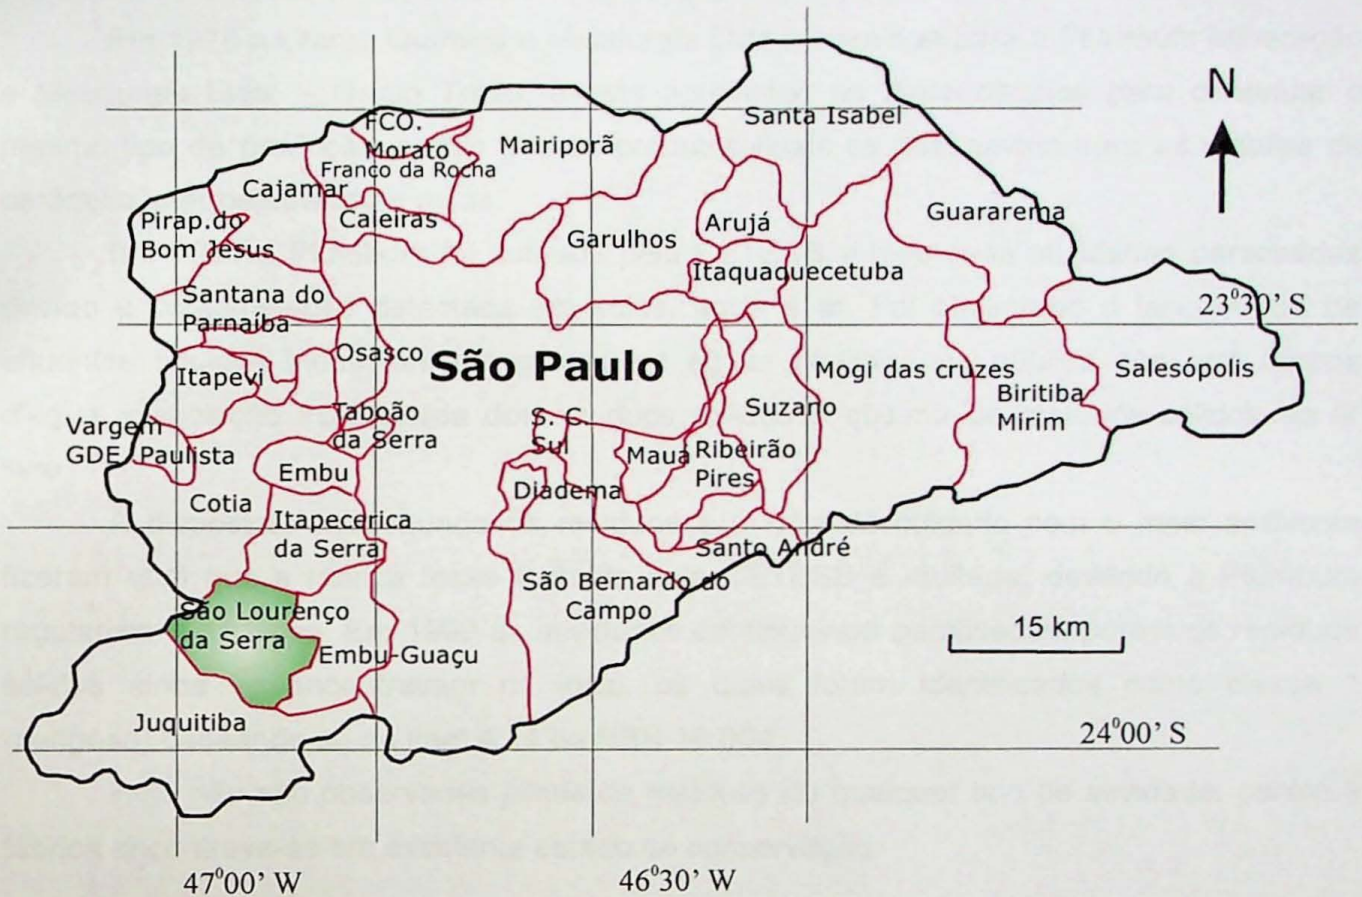 N
FCO.
Morato
Mairiporã
Santa Isabel
Franco da Rocha
Cajamar
Pirap.do
Bom Jesus
Caieiras
Garulhos
Arujá
Guararema
Itaquaquecetuba
Santana do
Parnaíba
23°30' S
Osasco
São Paulo
Itapevi
Mogi das cruzes
Salesópolis
Biritiba
Mirim
Suzano
Taboão
da Serra
S. C.
Sul
Vargem
GDE. Paulista
Embu
Mauá
Ribeirão
Pires
Cotia
Diadema
Itapecerica
da Serra
Santo André
São Bernardo do
Campo
São Lourenço
da Serra
15 km
Embu-Guaçu
Juquitiba
24°00' S
47°00' W
46°30' W